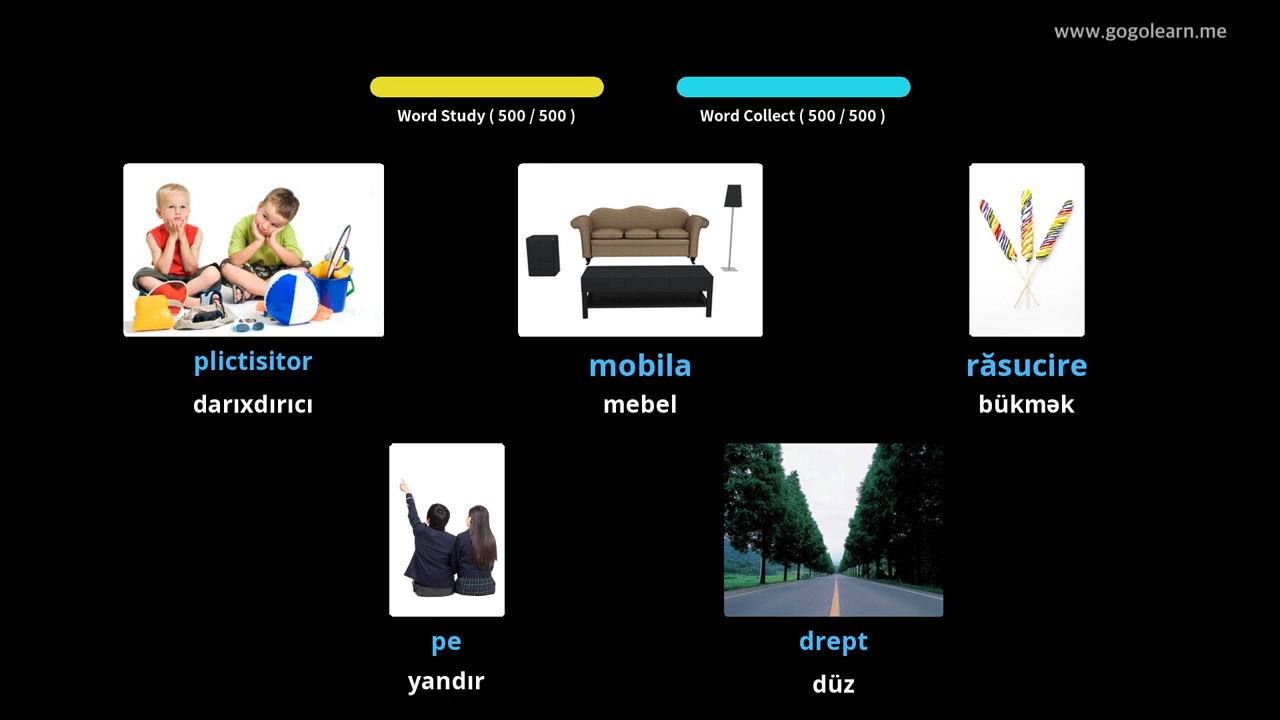 www.gogolearn.me
Word Study ( 500 / 500 )
Word Collect ( 500 / 500 )
plictisitor
mobila
răsucire
darıxdırıcı
mebel
bükmək
pe
drept
yandır
düz